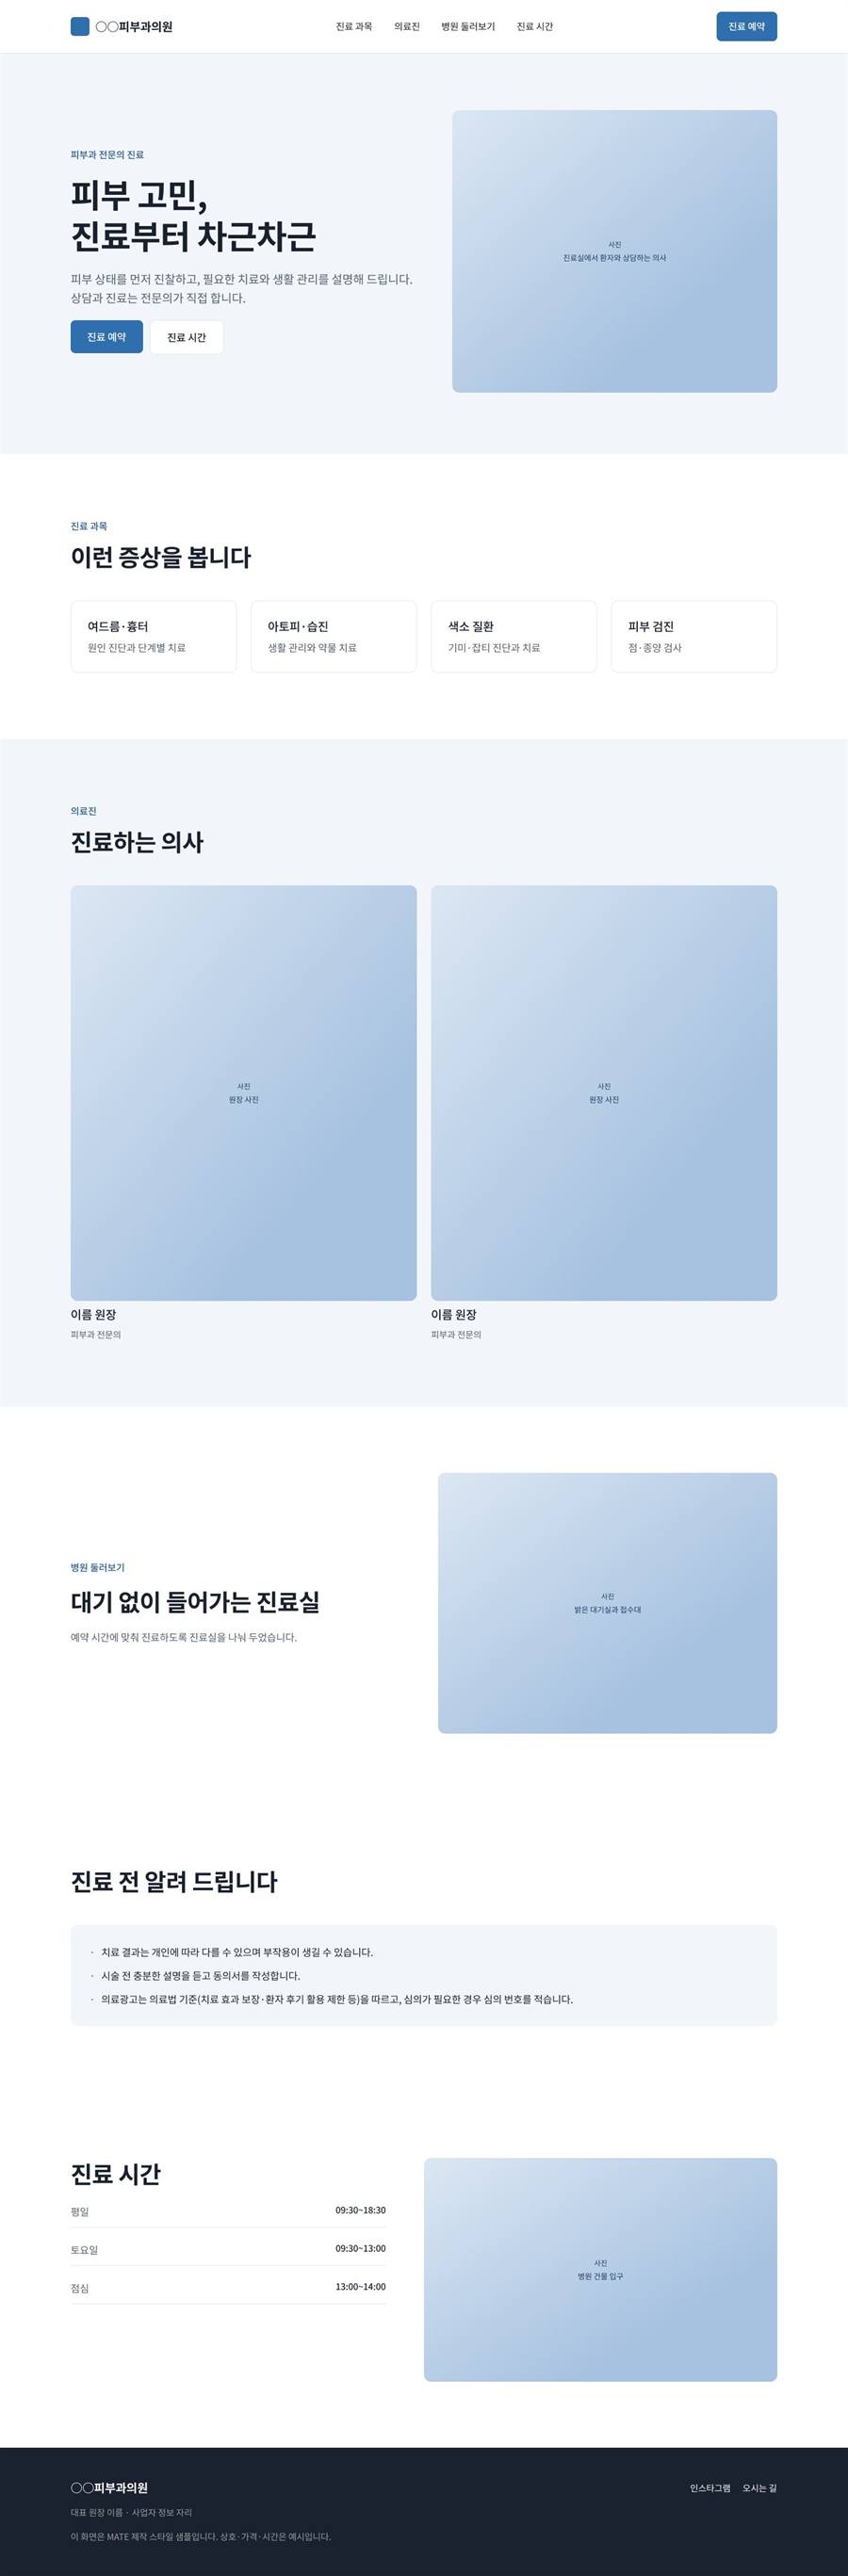 ○○피부과의원
진료 과목
의료진
병원 둘러보기
진료 시간
진료 예약
피부과 전문의 진료
피부 고민,
진료부터 차근차근
피부 상태를 먼저 진찰하고, 필요한 치료와 생활 관리를 설명해 드립니다.
상담과 진료는 전문의가 직접 합니다.
진료 예약
진료 시간
사진
진료실에서 환자와 상담하는 의사
진료 과목
이런 증상을 봅니다
여드름·흉터
원인 진단과 단계별 치료
아토피·습진
생활 관리와 약물 치료
색소 질환
기미·잡티 진단과 치료
피부 검진
점·종양 검사
의료진
진료하는 의사
사진
원장 사진
이름 원장
피부과 전문의
사진
원장 사진
이름 원장
피부과 전문의
병원 둘러보기
대기 없이 들어가는 진료실
예약 시간에 맞춰 진료하도록 진료실을 나눠 두었습니다.
사진
밝은 대기실과 접수대
진료 전 알려 드립니다
· 치료 결과는 개인에 따라 다를 수 있으며 부작용이 생길 수 있습니다.
· 시술 전 충분한 설명을 듣고 동의서를 작성합니다.
· 의료광고는 의료법 기준(치료 효과 보장·환자 후기 활용 제한 등)을 따르고, 심의가 필요한 경우 심의 번호를 적습니다.
진료 시간
평일 09:30~18:30
토요일 09:30~13:00
점심 13:00~14:00
사진
병원 건물 입구
○○피부과의원
대표 원장 이름 · 사업자 정보 자리
이 화면은 MATE 제작 스타일 샘플입니다. 상호·가격·시간은 예시입니다.
인스타그램
오시는 길